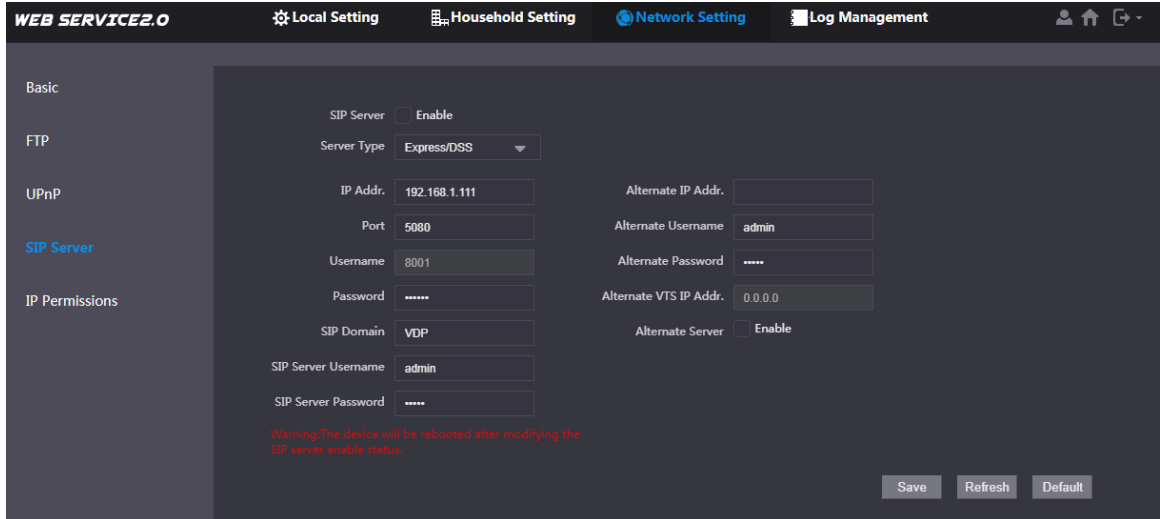 WEB SERVICE2.0
Local Setting
Household Setting
Network Setting
Log Management
Basic
FTP
UPnP
SIP Server
IP Permissions
SIP Server Enable
Server Type Express/DSS
IP Addr. 192.168.1.111
Port 5080
Username 8001
Password ••••••
SIP Domain VDP
SIP Server Username admin
SIP Server Password •••••
Warning:The device will be rebooted after modifying the
SIP server enable status.
Alternate IP Addr.
Alternate Username admin
Alternate Password •••••
Alternate VTS IP Addr. 0.0.0.0
Alternate Server Enable
Save Refresh Default